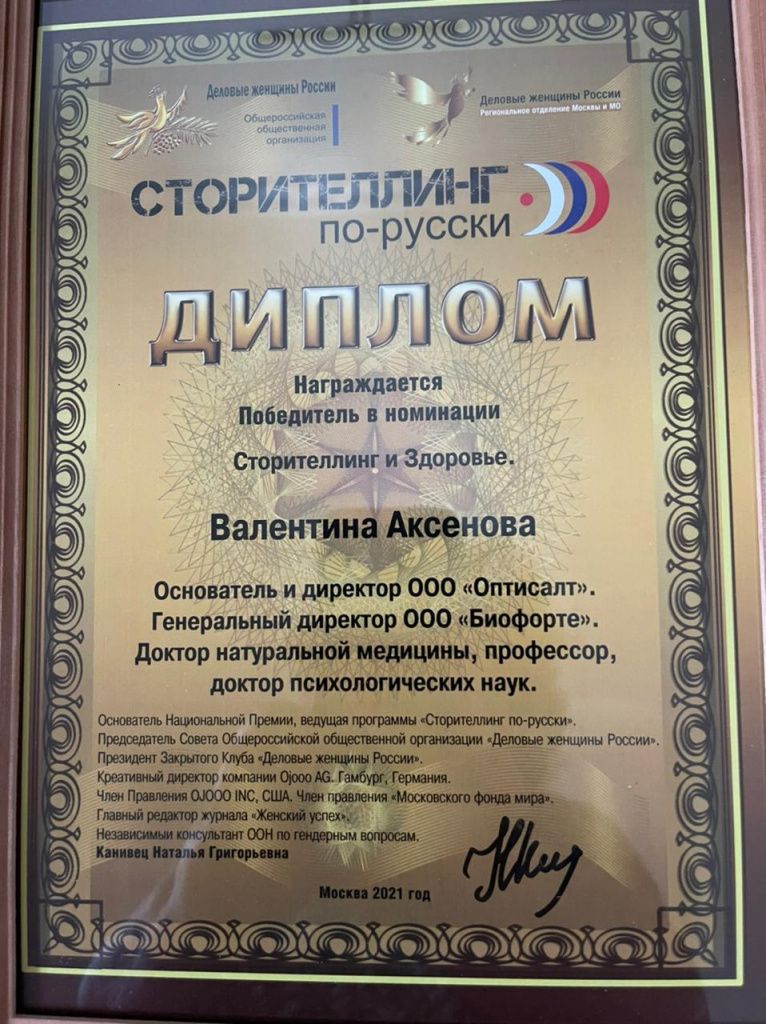 Деловые женщины России
Общероссийская
общественная
организация
Деловые женщины России
Региональное отделение Москвы и МО
СТОРИТЕЛЛИНГ
по-русски
ДИПЛОМ
Награждается
Победитель в номинации
Сторителлинг и Здоровье.
Валентина Аксенова
Основатель и директор ООО «Оптисалт».
Генеральный директор ООО «Биофорте».
Доктор натуральной медицины, профессор,
доктор психологических наук.
Основатель Национальной Премии, ведущая программы «Сторителлинг по-русски».
Председатель Совета Общероссийской общественной организации «Деловые женщины России».
Президент Закрытого Клуба «Деловые женщины России».
Креативный директор компании Ojooo AG. Гамбург, Германия.
Член Правления OJOOO INC, США. Член правления «Московского фонда мира».
Главный редактор журнала «Женский успех».
Независимый консультант ООН по гендерным вопросам.
Канивец Наталья Григорьевна
Москва 2021 год